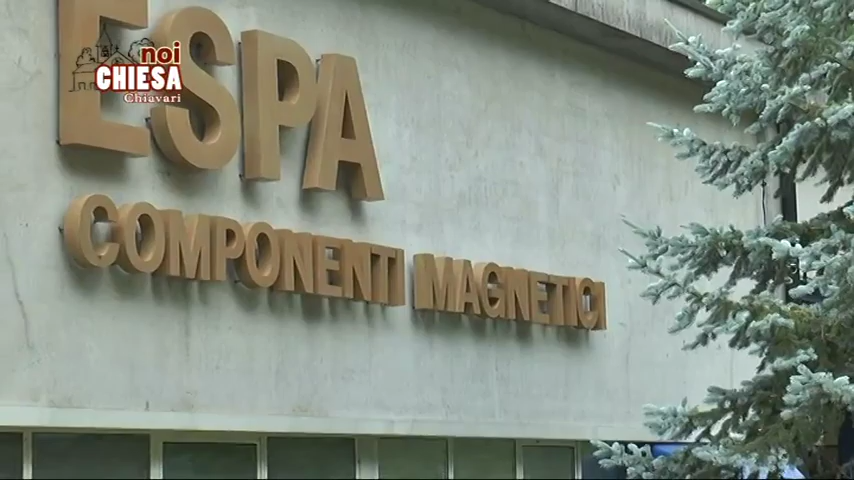 noi
CHIESA
Chiavari
ESPA
COMPONENTI MAGNETICI